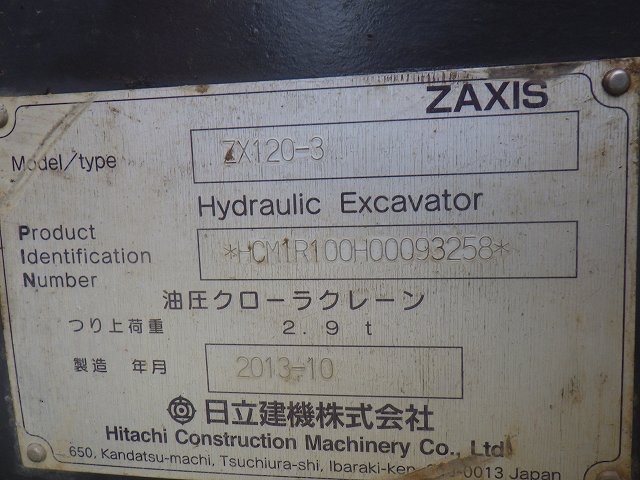 ZAXIS
Model/type ZX120-3
Hydraulic Excavator
Product
Identification *HCM1R100H00093258*
Number
油圧クローラクレーン
つり上荷重 2.9 t
製造 年月 2013-10
日立建機株式会社
Hitachi Construction Machinery Co., Ltd
650, Kandatsu-machi, Tsuchiura-shi, Ibaraki-ken, -0013 Japan